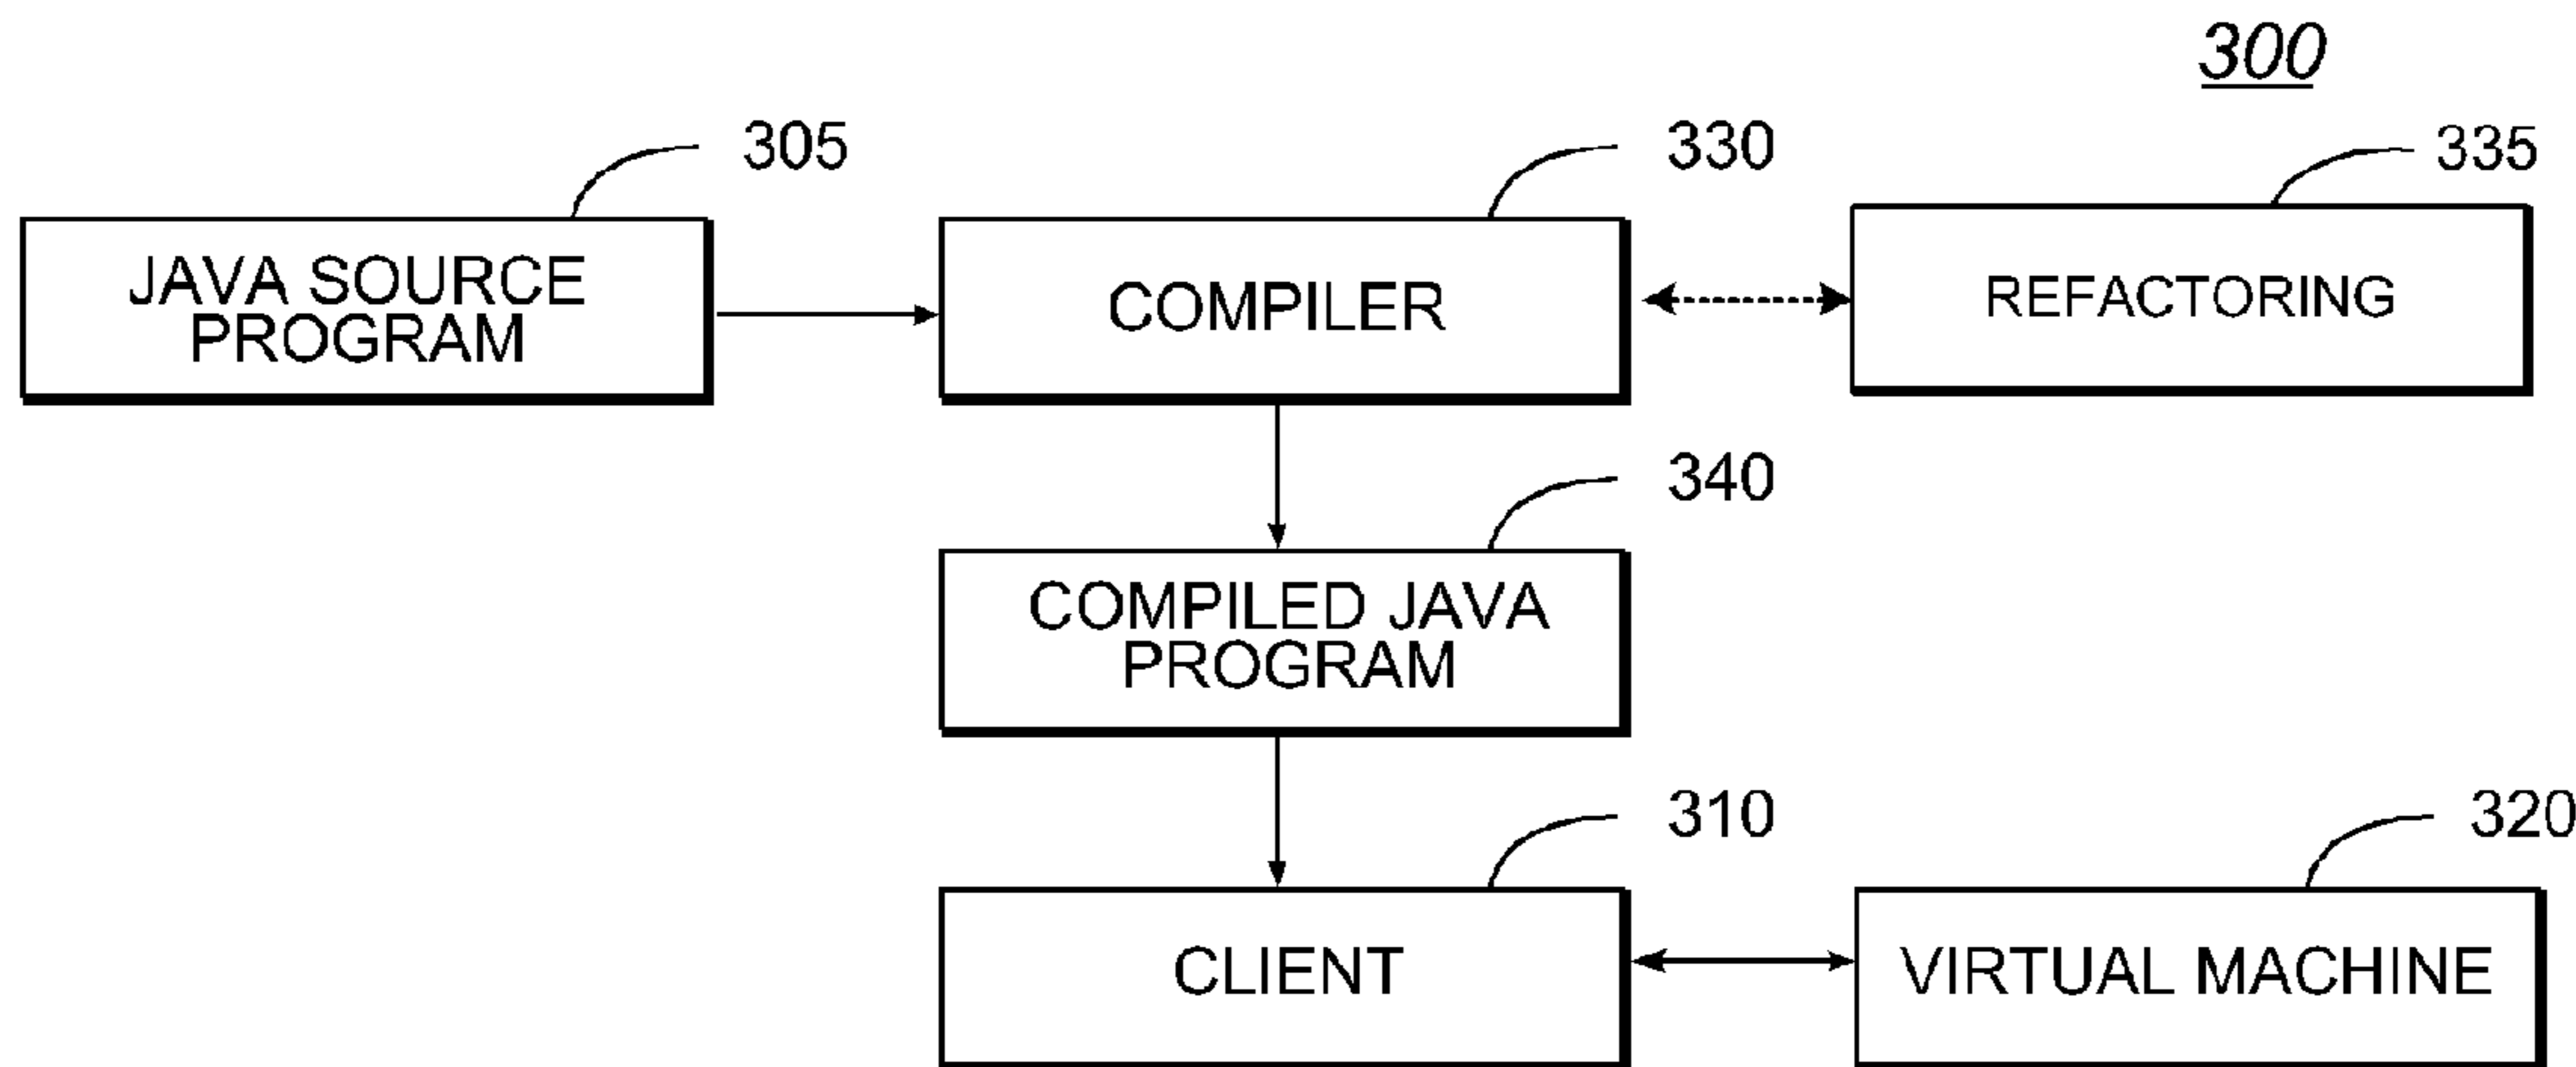 300
305
330
335
JAVA SOURCE
PROGRAM
COMPILER
REFACTORING
340
COMPILED JAVA
PROGRAM
310
320
CLIENT
VIRTUAL MACHINE